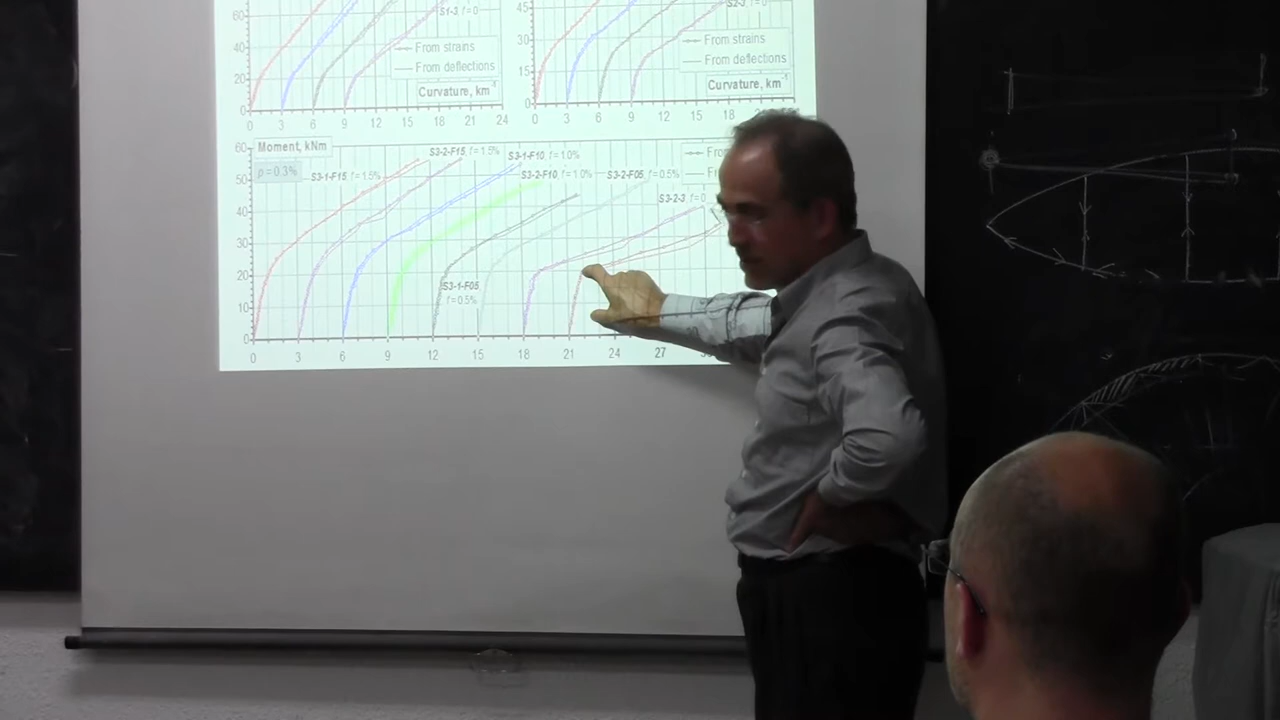 60
40
20
0
S1-3, f = 0
From strains
From deflections
Curvature, km⁻¹
0 3 6 9 12 15 18 21 24
45
30
15
0
S2-3, f = 0
From strains
From deflections
Curvature, km⁻¹
0 3 6 9 12 15 18
60
50
40
30
20
10
0
Moment, kNm
ρ = 0.3%
S3-1-F15, f = 1.5%
S3-2-F15, f = 1.5%
S3-1-F10, f = 1.0%
S3-2-F10, f = 1.0%
S3-2-F05, f = 0.5%
S3-2-3, f = 0
S3-1-F05
f = 0.5%
0 3 6 9 12 15 18 21 24 27